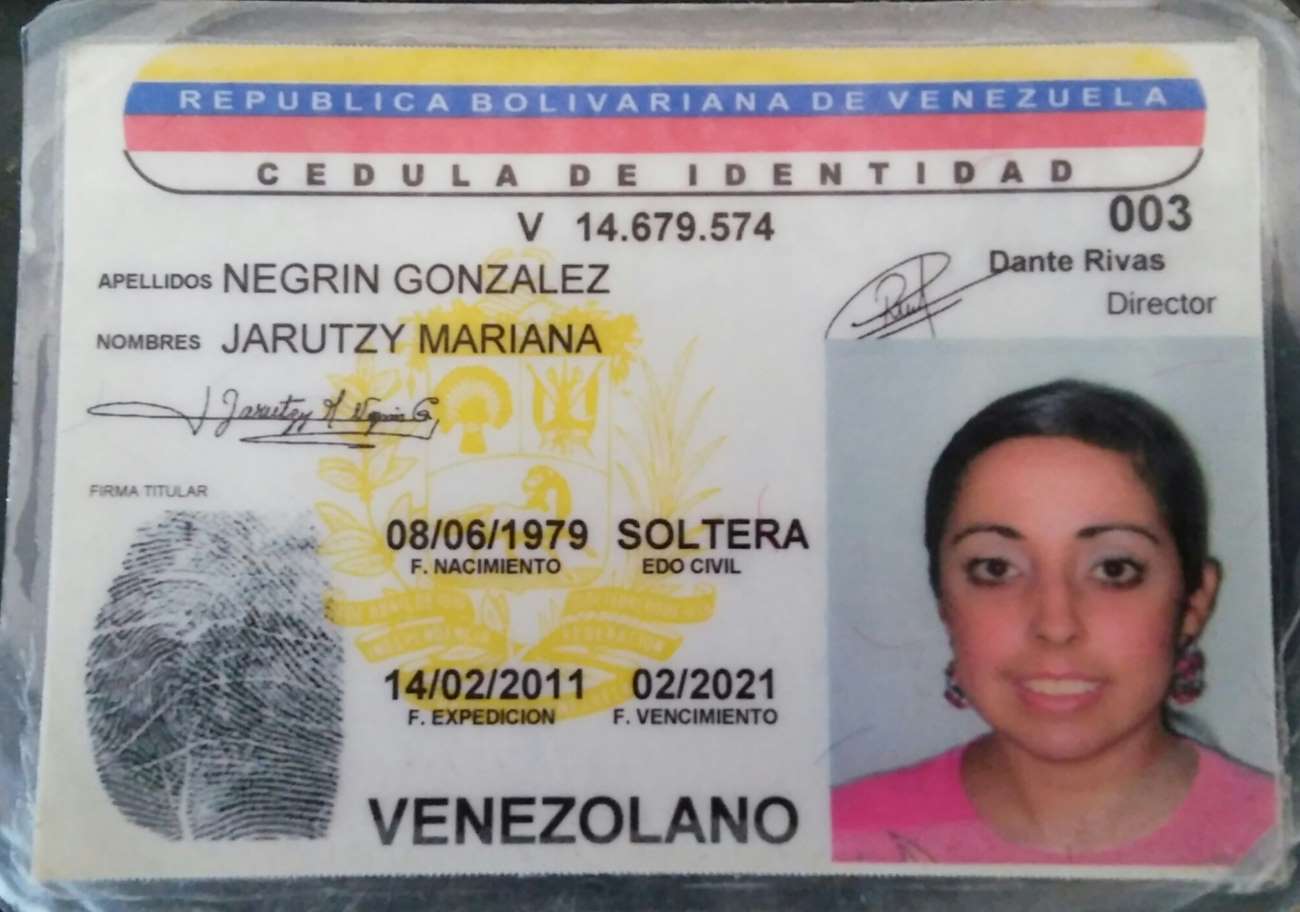 REPUBLICA BOLIVARIANA DE VENEZUELA
CEDULA DE IDENTIDAD
V 14.679.574
003
Dante Rivas
Director
APELLIDOS NEGRIN GONZALEZ
NOMBRES JARUTZY MARIANA
Jarutzy M Negrin G
FIRMA TITULAR
08/06/1979 SOLTERA
F. NACIMIENTO EDO CIVIL
14/02/2011 02/2021
F. EXPEDICION F. VENCIMIENTO
VENEZOLANO